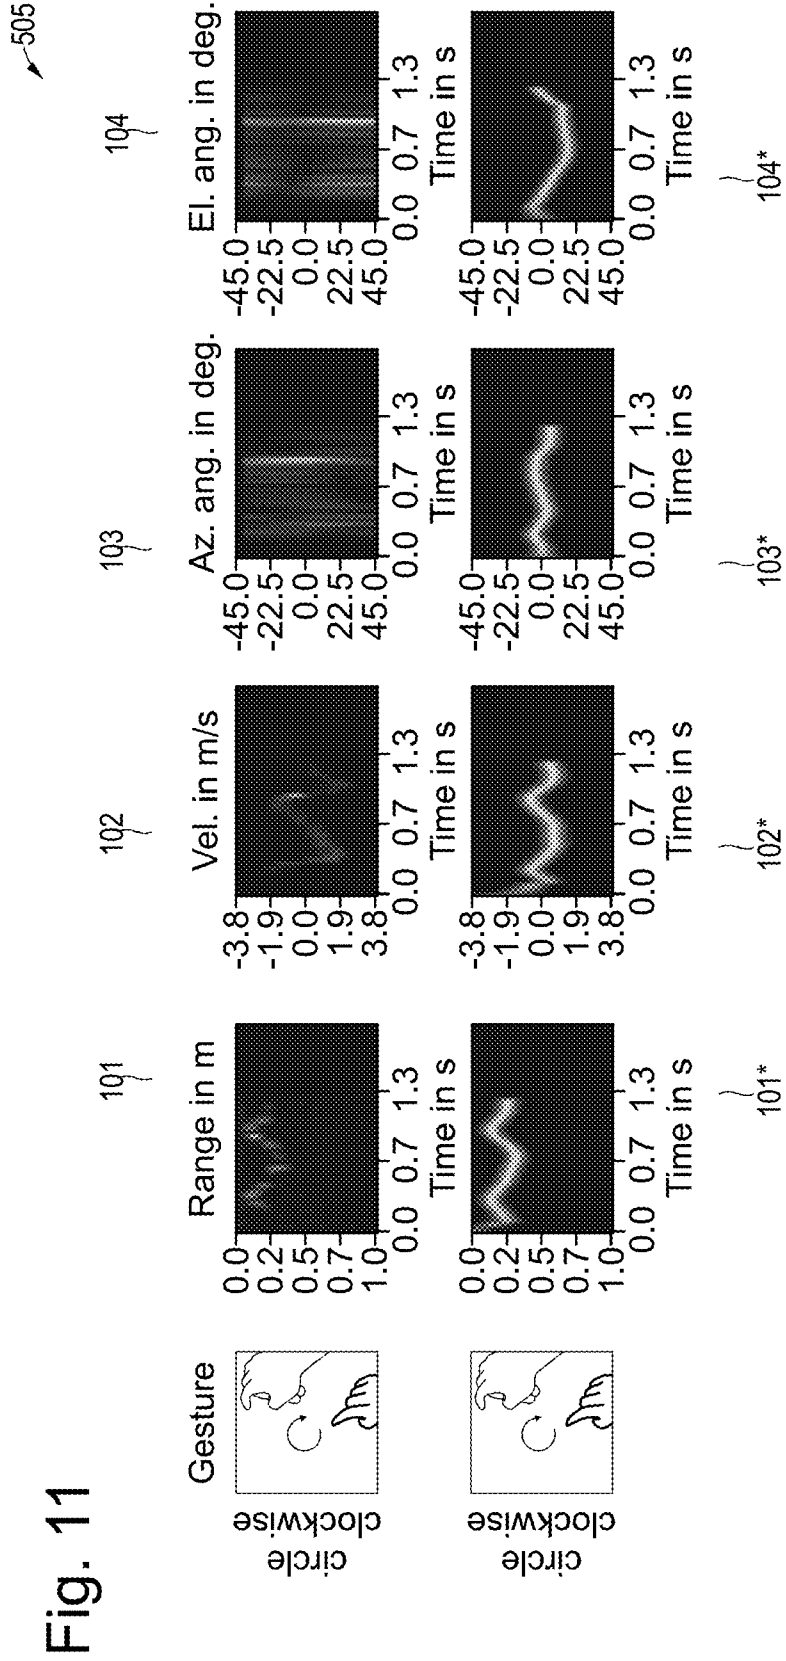 Fig. 11
505
101
102
103
104
Gesture
Range in m
Vel. in m/s
Az. ang. in deg.
El. ang. in deg.
circle
clockwise
0.0
0.2
0.5
0.7
1.0
0.0 0.7 1.3
Time in s
-3.8
-1.9
0.0
1.9
3.8
0.0 0.7 1.3
Time in s
-45.0
-22.5
0.0
22.5
45.0
0.0 0.7 1.3
Time in s
-45.0
-22.5
0.0
22.5
45.0
0.0 0.7 1.3
Time in s
circle
clockwise
0.0
0.2
0.5
0.7
1.0
0.0 0.7 1.3
Time in s
-3.8
-1.9
0.0
1.9
3.8
0.0 0.7 1.3
Time in s
-45.0
-22.5
0.0
22.5
45.0
0.0 0.7 1.3
Time in s
-45.0
-22.5
0.0
22.5
45.0
0.0 0.7 1.3
Time in s
101*
102*
103*
104*